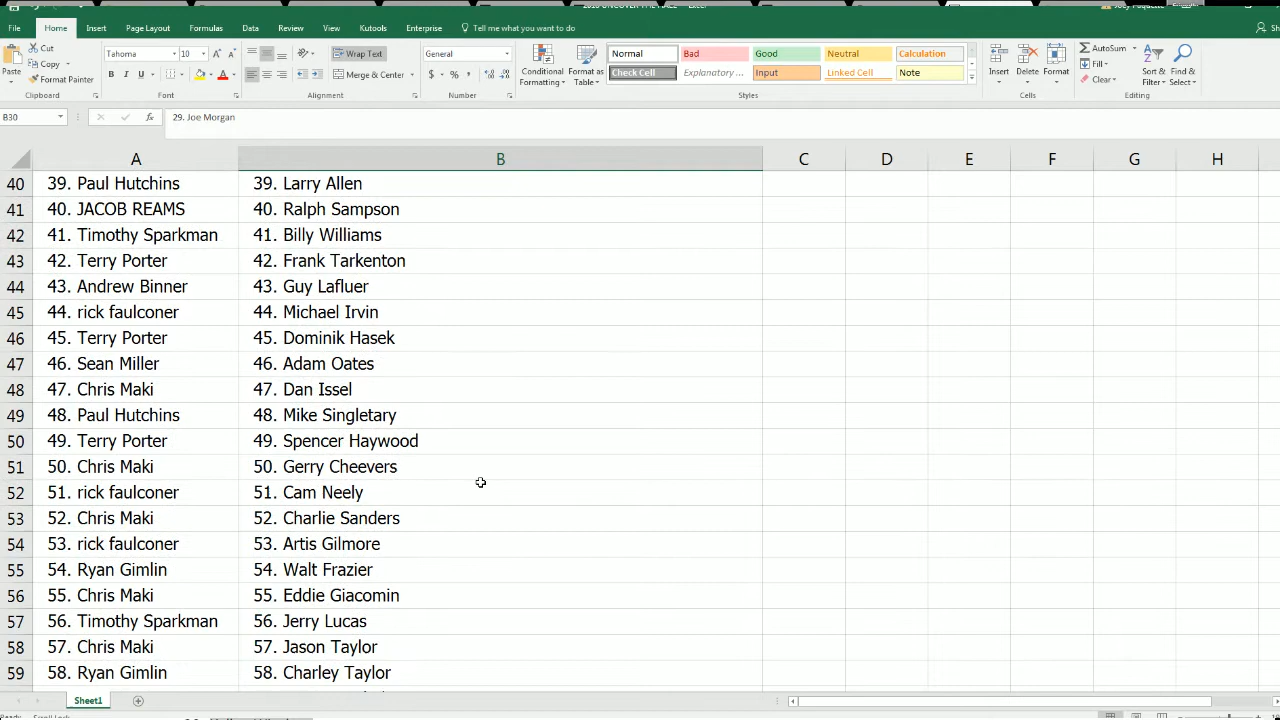 File Home Insert Page Layout Formulas Data Review View Kutools Enterprise Tell me what you want to do
Cut Tahoma 10 Wrap Text General Normal Bad Good Neutral Calculation AutoSum
Copy Fill
Paste Format Painter B I U A Merge & Center $ % , Conditional Formatting Format as Table Check Cell Explanatory ... Input Linked Cell Note Insert Delete Format Clear Sort & Filter Find & Select
Clipboard Font Alignment Number Styles Cells Editing
B30 fx 29. Joe Morgan
A B C D E F G H
40 39. Paul Hutchins 39. Larry Allen
41 40. JACOB REAMS 40. Ralph Sampson
42 41. Timothy Sparkman 41. Billy Williams
43 42. Terry Porter 42. Frank Tarkenton
44 43. Andrew Binner 43. Guy Lafluer
45 44. rick faulconer 44. Michael Irvin
46 45. Terry Porter 45. Dominik Hasek
47 46. Sean Miller 46. Adam Oates
48 47. Chris Maki 47. Dan Issel
49 48. Paul Hutchins 48. Mike Singletary
50 49. Terry Porter 49. Spencer Haywood
51 50. Chris Maki 50. Gerry Cheevers
52 51. rick faulconer 51. Cam Neely
53 52. Chris Maki 52. Charlie Sanders
54 53. rick faulconer 53. Artis Gilmore
55 54. Ryan Gimlin 54. Walt Frazier
56 55. Chris Maki 55. Eddie Giacomin
57 56. Timothy Sparkman 56. Jerry Lucas
58 57. Chris Maki 57. Jason Taylor
59 58. Ryan Gimlin 58. Charley Taylor
Sheet1